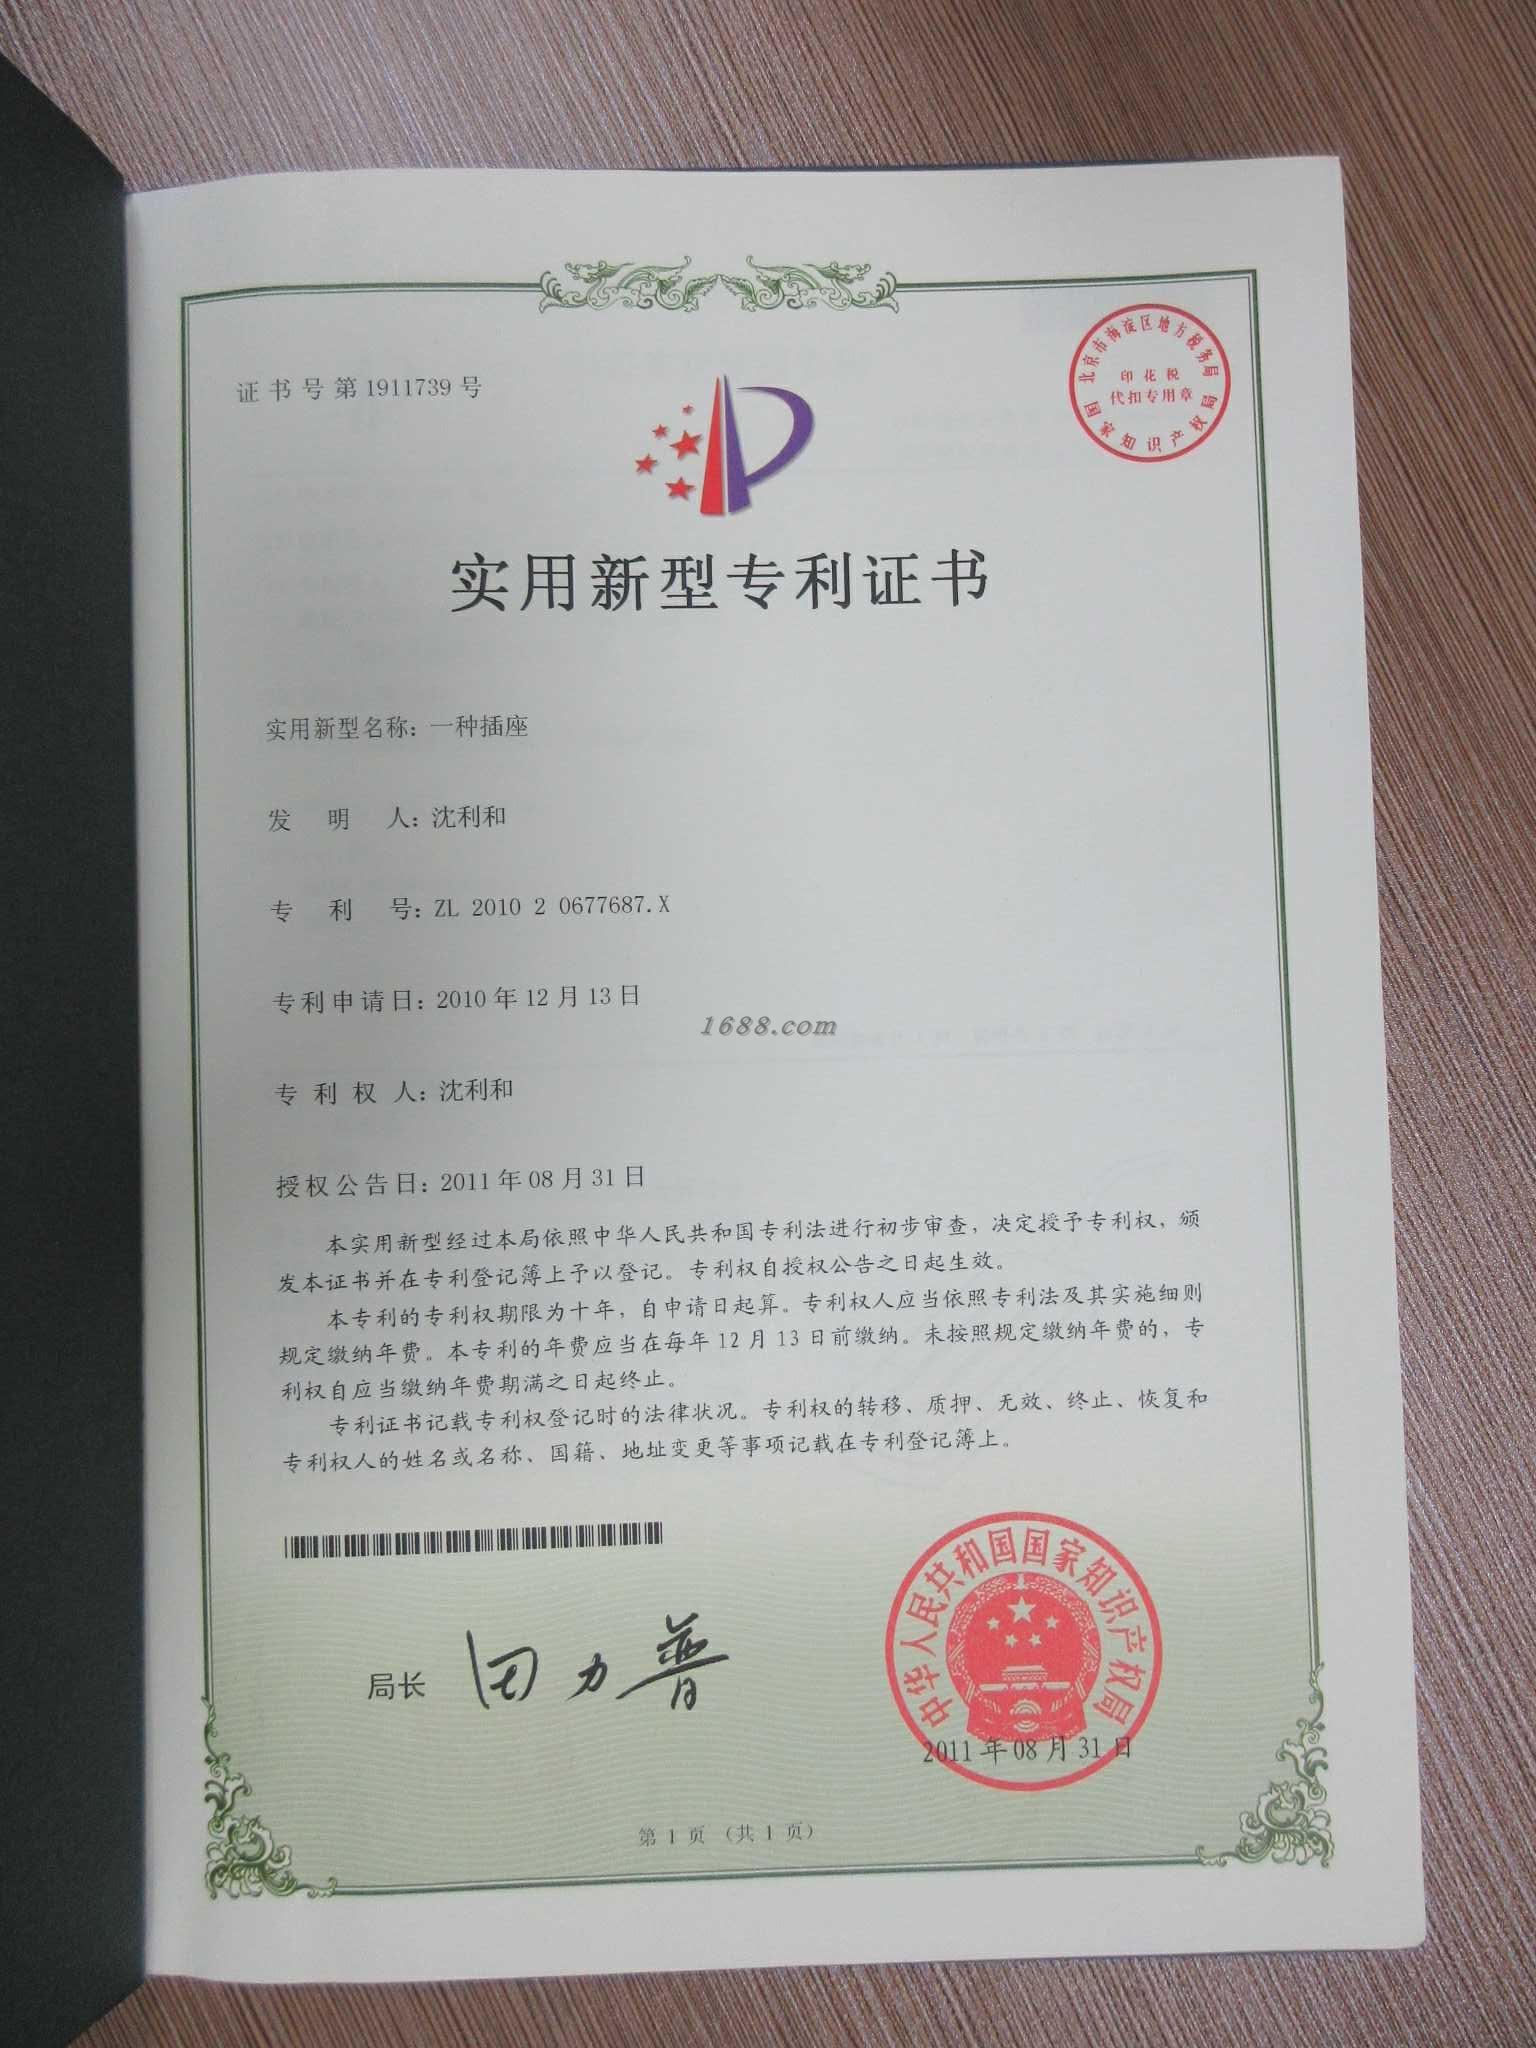 证书号第1911739号
北京市海淀区地方税务局
印花税
代扣专用章
国家知识产权局
实用新型专利证书
实用新型名称：一种插座
发明人：沈利和
专利号：ZL 2010 2 0677687.X
专利申请日：2010年12月13日
1688.com
专利权人：沈利和
授权公告日：2011年08月31日
本实用新型经过本局依照中华人民共和国专利法进行初步审查，决定授予专利权，颁
发本证书并在专利登记簿上予以登记。专利权自授权公告之日起生效。
本专利的专利权期限为十年，自申请日起算。专利权人应当依照专利法及其实施细则
规定缴纳年费。本专利的年费应当在每年12月13日前缴纳。未按照规定缴纳年费的，专
利权自应当缴纳年费期满之日起终止。
专利证书记载专利权登记时的法律状况。专利权的转移、质押、无效、终止、恢复和
专利权人的姓名或名称、国籍、地址变更等事项记载在专利登记簿上。
局长 田力普
中华人民共和国国家知识产权局
2011年08月31日
第1页（共1页）